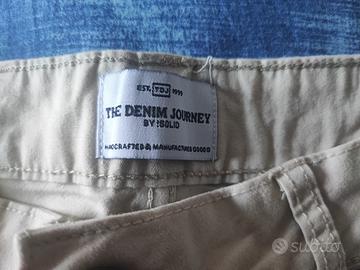 EST. TDJ 1999
THE DENIM JOURNEY
BY !SOLID
HANDCRAFTED & MANUFACTURED GOODS
subito